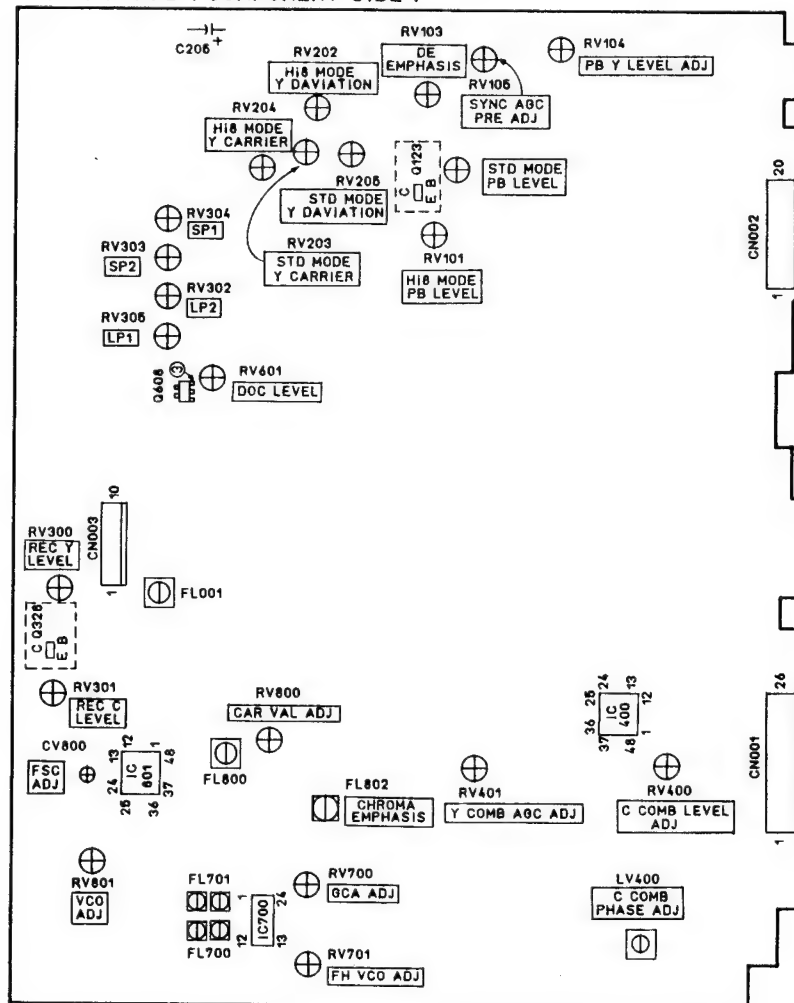 C205
+
RV202
Hi8 MODE
Y DAVIATION
RV103
DE
EMPHASIS
RV105
SYNC AGC
PRE ADJ
RV104
PB Y LEVEL ADJ
RV204
Hi8 MODE
Y CARRIER
RV205
STD MODE
Y DAVIATION
Q123
C
E B
STD MODE
PB LEVEL
RV203
STD MODE
Y CARRIER
RV101
Hi8 MODE
PB LEVEL
20
CN002
1
RV304
SP1
RV303
SP2
RV302
LP2
RV305
LP1
3
Q608
RV601
DOC LEVEL
RV300
REC Y
LEVEL
10
CN003
1
FL001
C Q326
E B
RV301
REC C
LEVEL
CV800
FSC
ADJ
13 12
24
25
IC
801
1
48
37
36
FL800
RV800
CAR VAL ADJ
FL802
CHROMA
EMPHASIS
RV401
Y COMB AGC ADJ
25 24
36
37
IC
400
13
12
48 1
RV400
C COMB LEVEL
ADJ
26
CN001
1
RV801
VCO
ADJ
FL701
FL700
1
12
IC700
24
13
RV700
GCA ADJ
RV701
FH VCO ADJ
LV400
C COMB
PHASE ADJ